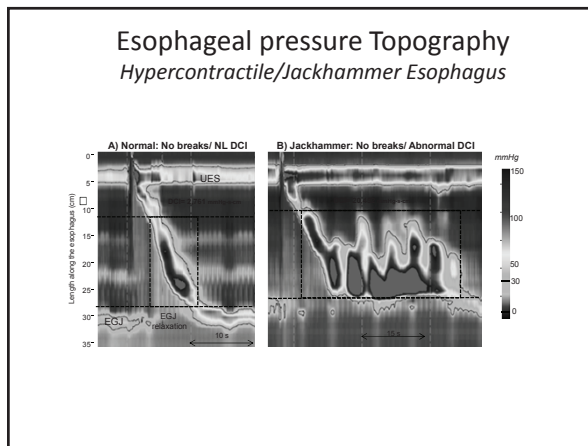 Esophageal pressure Topography
Hypercontractile/Jackhammer Esophagus
A) Normal: No breaks/ NL DCI
B) Jackhammer: No breaks/ Abnormal DCI
mmHg
0
5
10
15
20
25
30
35
Length along the esophagus (cm)
UES
EGJ
EGJ
relaxation
10 s
150
100
50
30
0